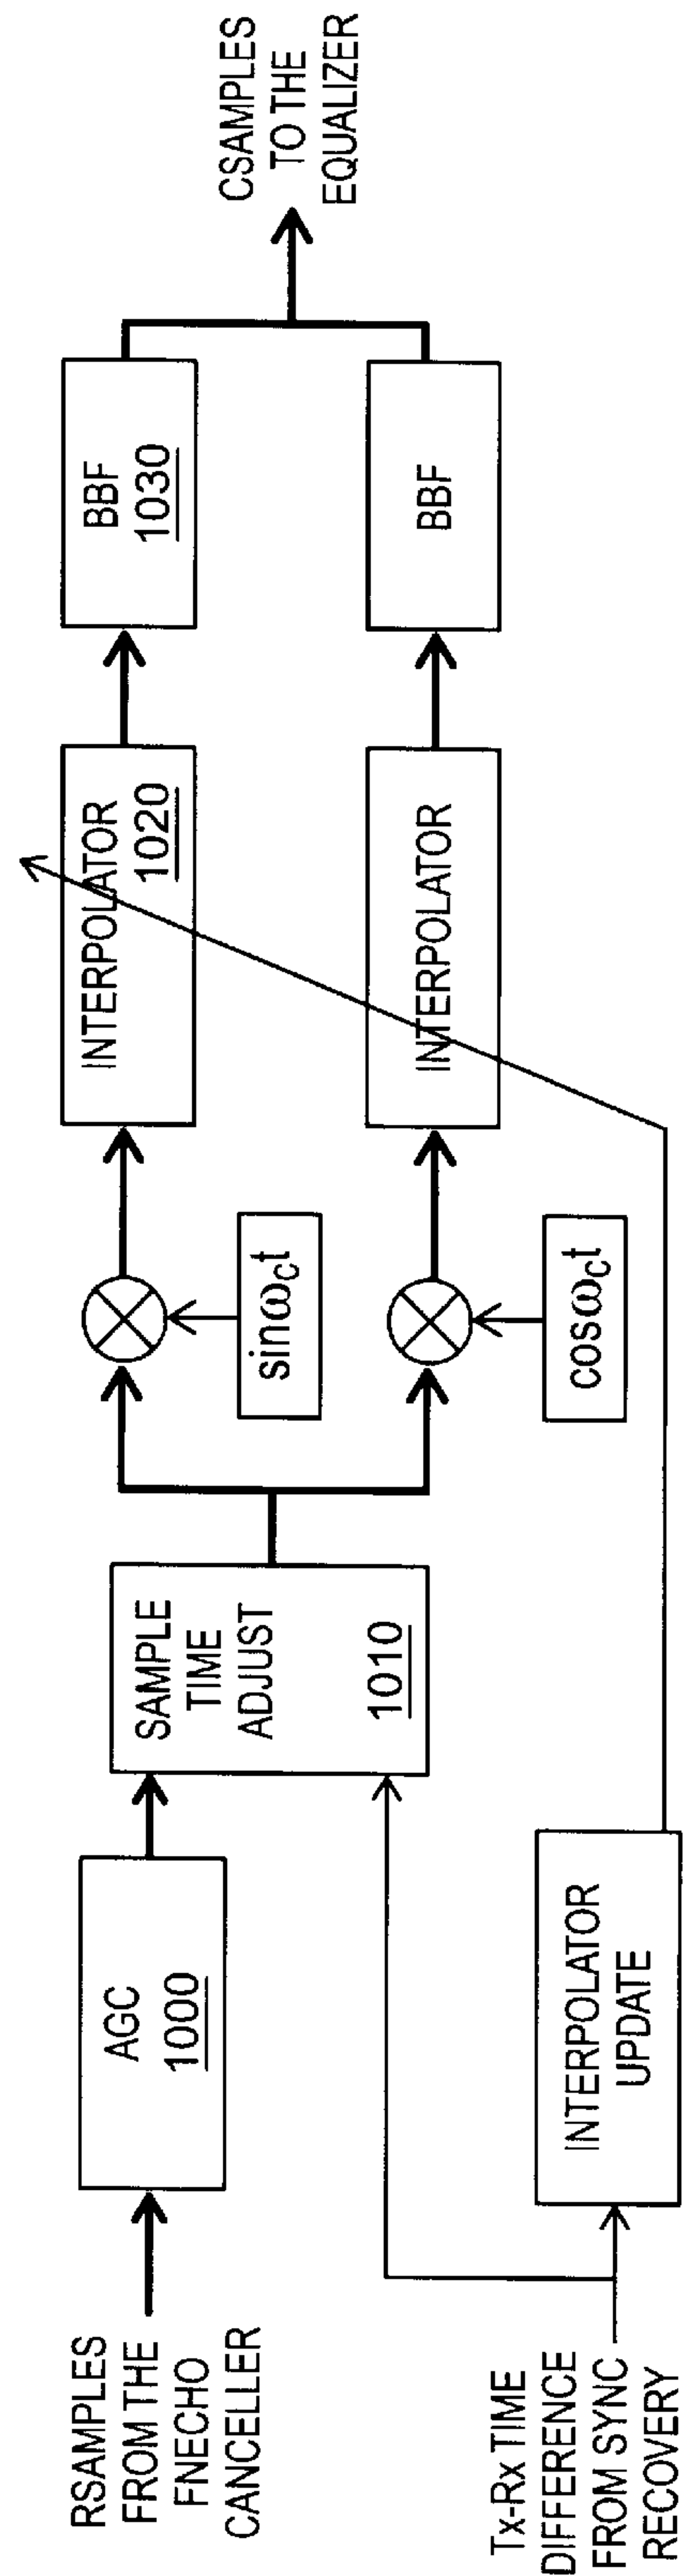 RSAMPLES
FROM THE
FNECHO
CANCELLER
AGC
1000
SAMPLE
TIME
ADJUST
1010
sinωct
cosωct
INTERPOLATOR
1020
INTERPOLATOR
BBF
1030
BBF
CSAMPLES
TO THE
EQUALIZER
Tx-Rx TIME
DIFFERENCE
FROM SYNC
RECOVERY
INTERPOLATOR
UPDATE